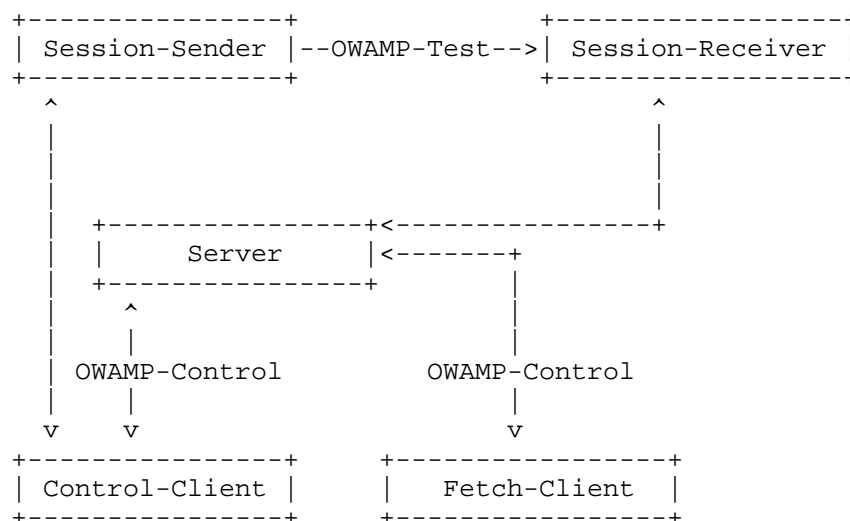 Session-Sender --OWAMP-Test--> Session-Receiver
Server
OWAMP-Control OWAMP-Control
Control-Client Fetch-Client